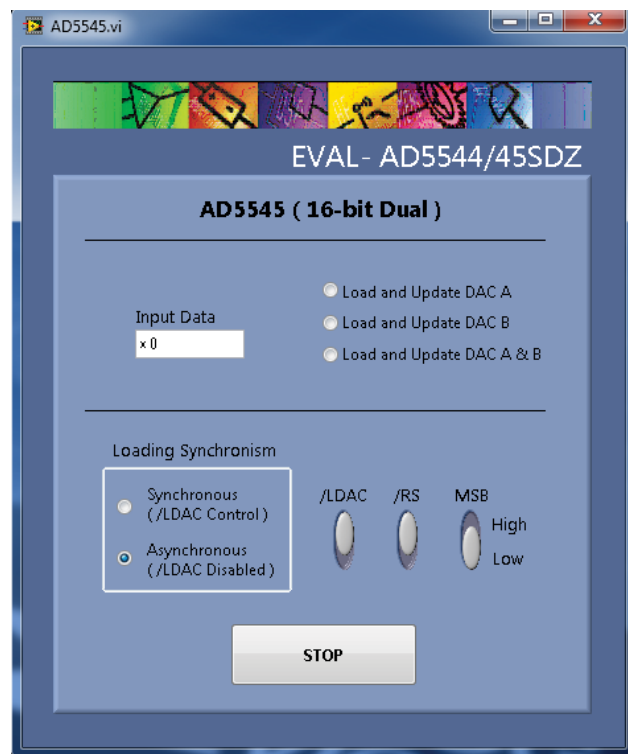 AD5545.vi
EVAL- AD5544/45SDZ
AD5545 ( 16-bit Dual )
Input Data
x 0
Load and Update DAC A
Load and Update DAC B
Load and Update DAC A & B
Loading Synchronism
Synchronous
( /LDAC Control )
Asynchronous
( /LDAC Disabled )
/LDAC
/RS
MSB
High
Low
STOP